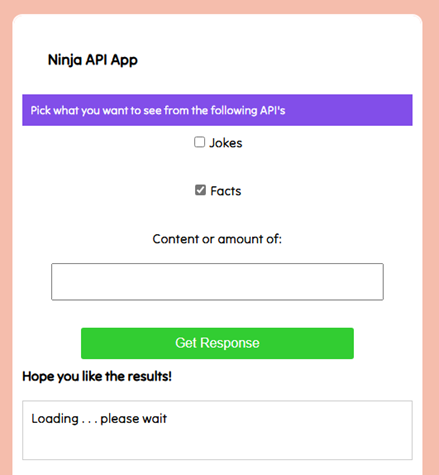 Ninja API App
Pick what you want to see from the following API's
Jokes
Facts
Content or amount of:
Get Response
Hope you like the results!
Loading . . . please wait